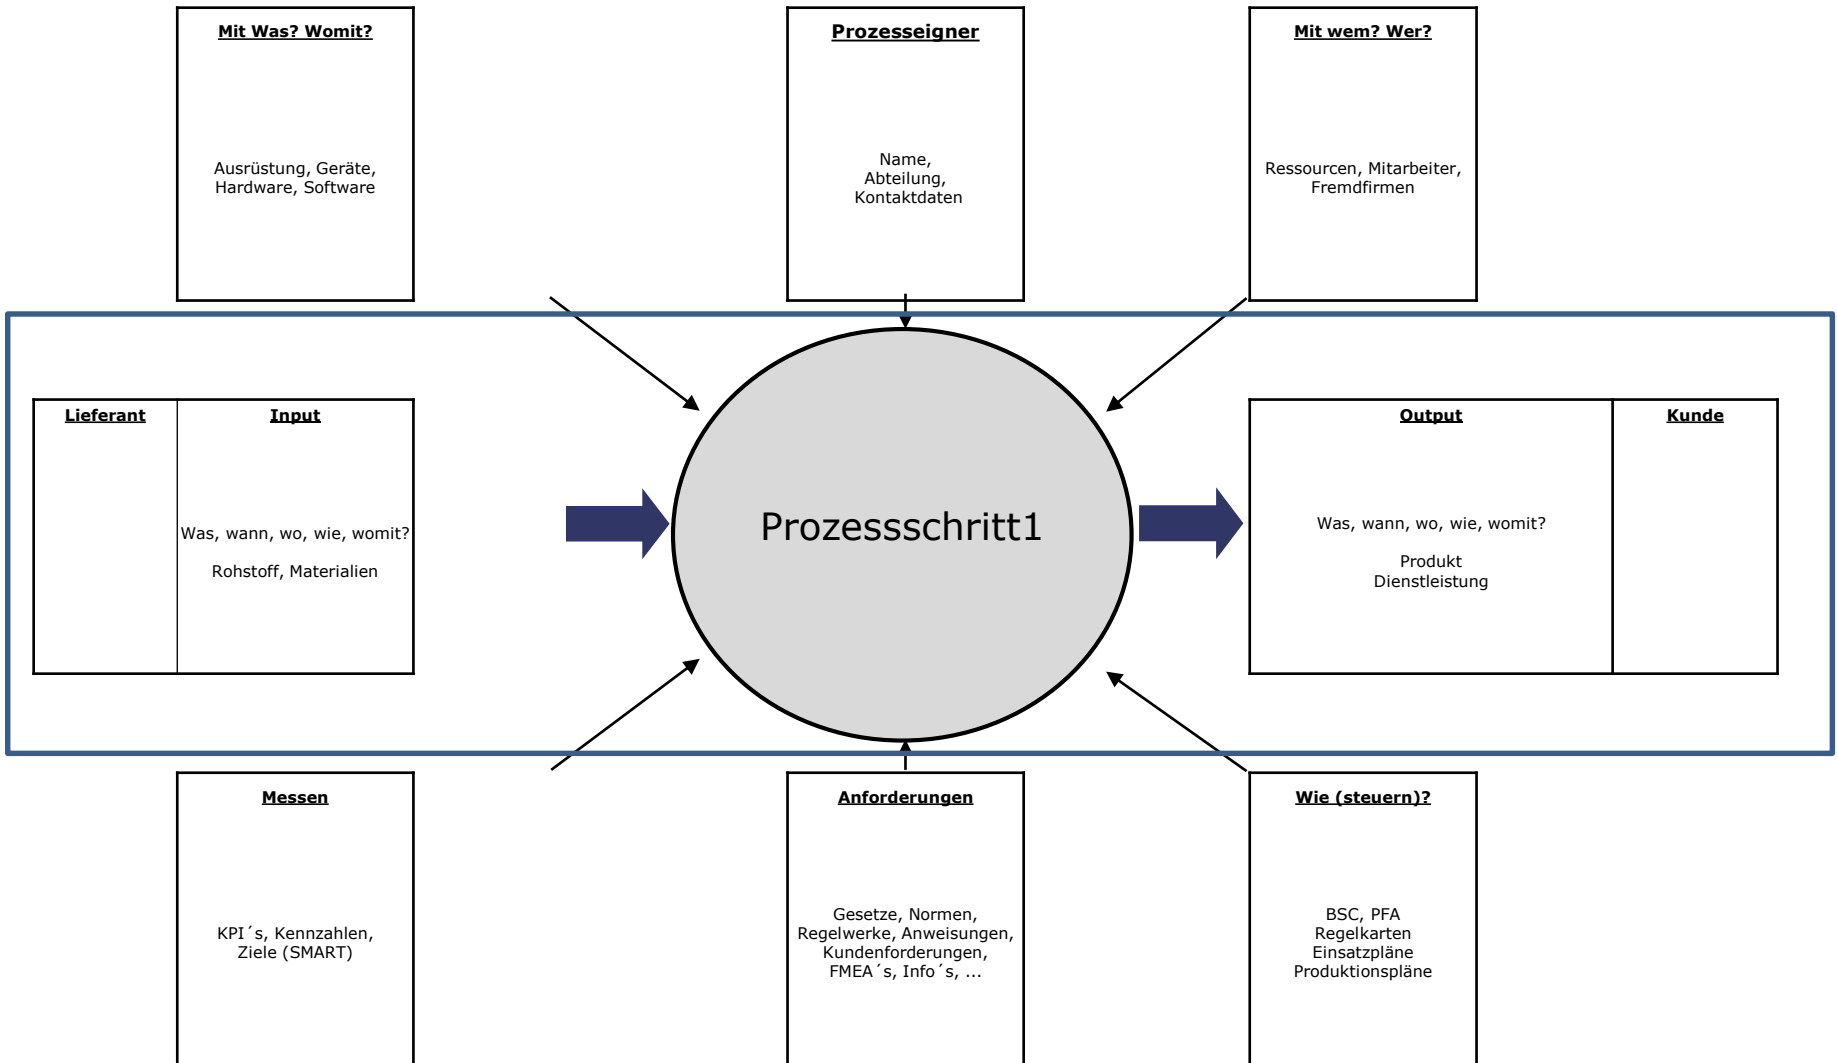 Mit Was? Womit?
Ausrüstung, Geräte,
Hardware, Software
Prozesseigner
Name,
Abteilung,
Kontaktdaten
Mit wem? Wer?
Ressourcen, Mitarbeiter,
Fremdfirmen
Lieferant
Input
Was, wann, wo, wie, womit?
Rohstoff, Materialien
Prozessschritt1
Output
Was, wann, wo, wie, womit?
Produkt
Dienstleistung
Kunde
Messen
KPI´s, Kennzahlen,
Ziele (SMART)
Anforderungen
Gesetze, Normen,
Regelwerke, Anweisungen,
Kundenforderungen,
FMEA´s, Info´s, ...
Wie (steuern)?
BSC, PFA
Regelkarten
Einsatzpläne
Produktionspläne